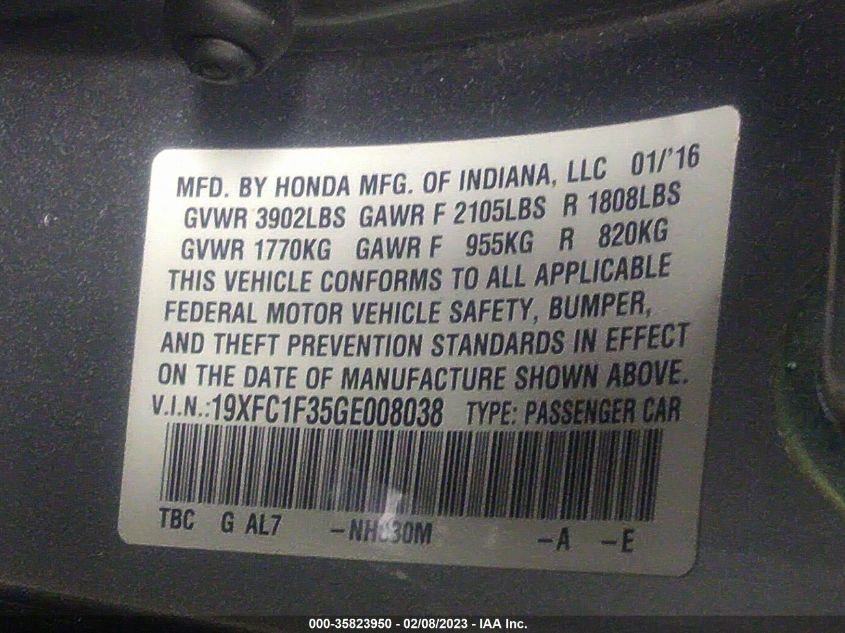 MFD. BY HONDA MFG. OF INDIANA, LLC 01/'16
GVWR 3902LBS GAWR F 2105LBS R 1808LBS
GVWR 1770KG GAWR F 955KG R 820KG
THIS VEHICLE CONFORMS TO ALL APPLICABLE
FEDERAL MOTOR VEHICLE SAFETY, BUMPER,
AND THEFT PREVENTION STANDARDS IN EFFECT
ON THE DATE OF MANUFACTURE SHOWN ABOVE.
V.I.N.:19XFC1F35GE008038 TYPE: PASSENGER CAR
TBC G AL7 -NH830M -A -E
000-35823950 - 02/08/2023 - IAA Inc.